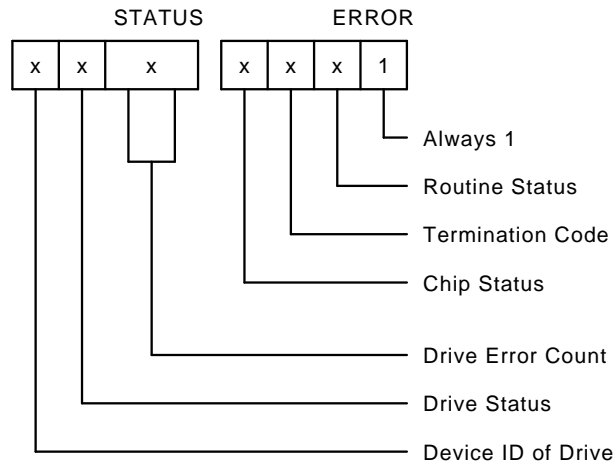 STATUS ERROR
x x x x x x 1
Always 1
Routine Status
Termination Code
Chip Status
Drive Error Count
Drive Status
Device ID of Drive